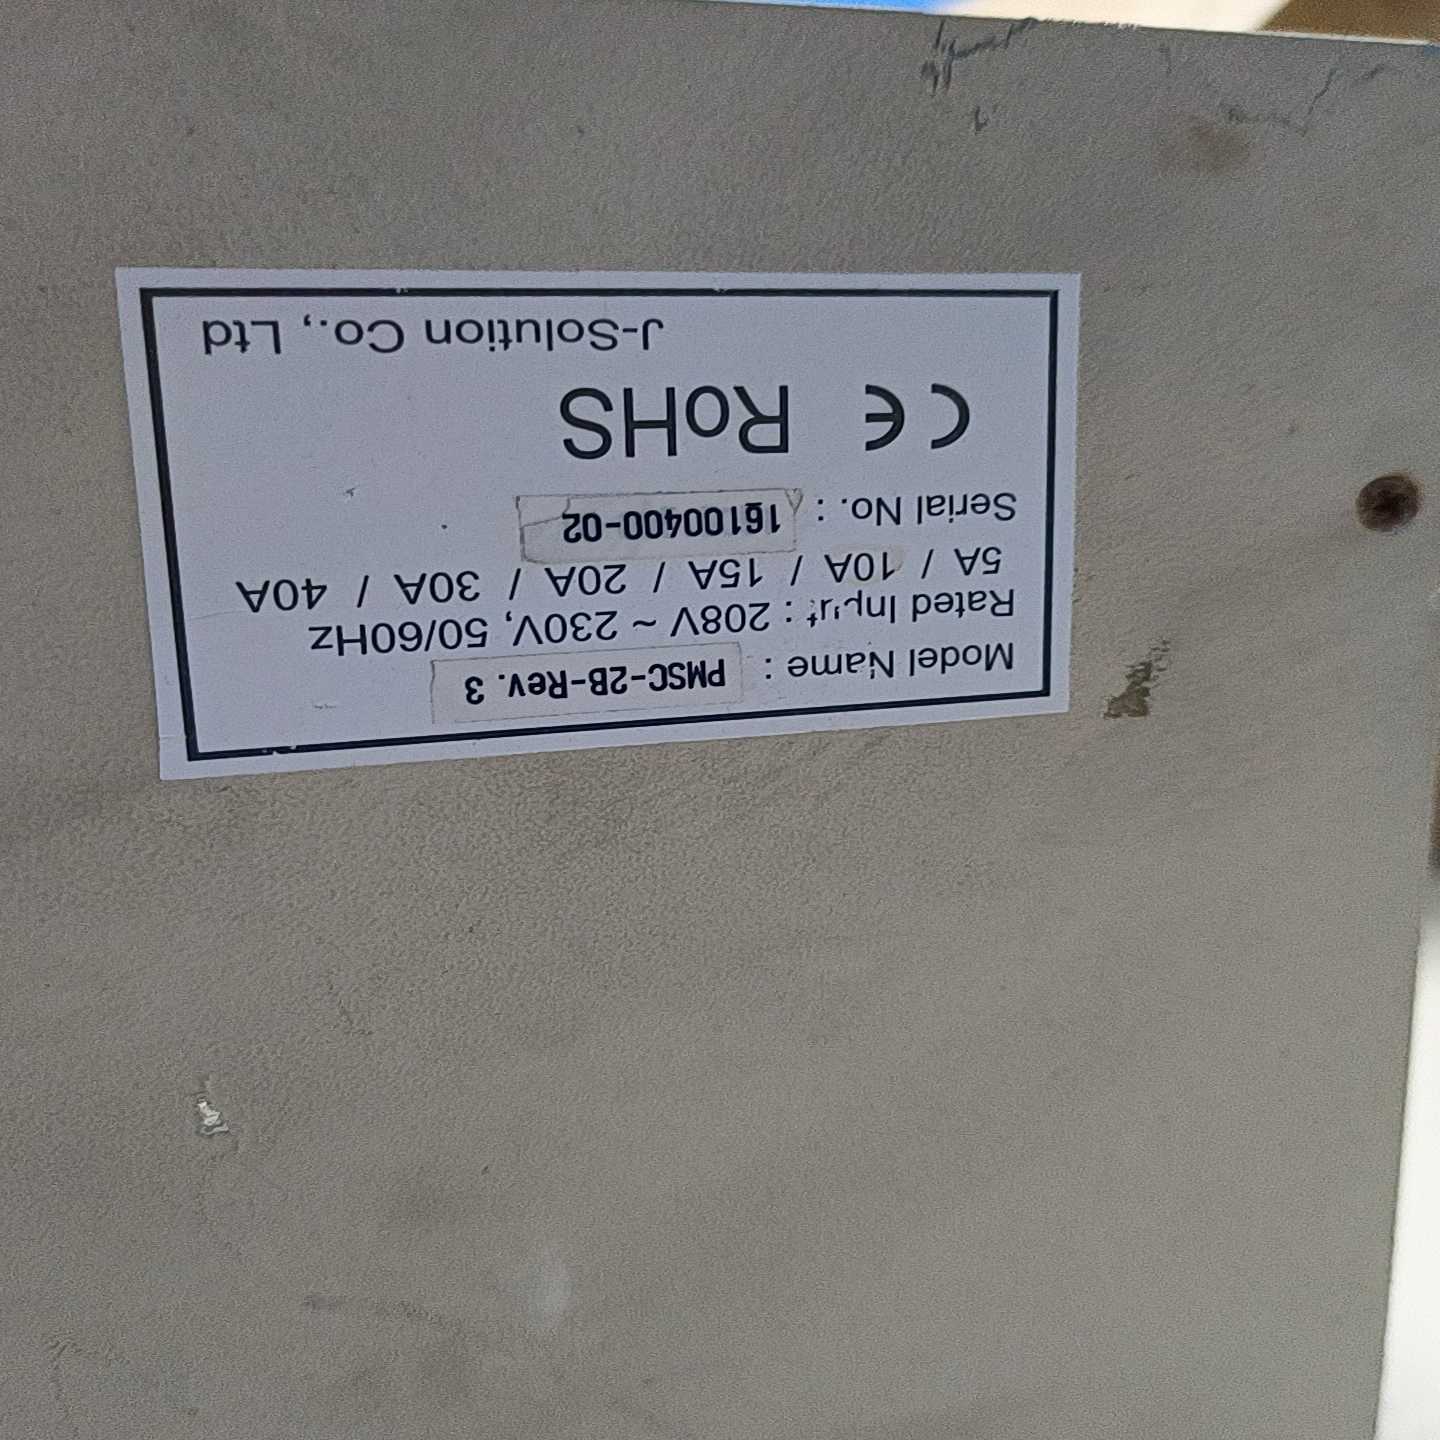 Model Name : PMSC-2B-Rev. 3
Rated Input : 208V ~ 230V, 50/60Hz
5A / 10A / 15A / 20A / 30A / 40A
Serial No. : 16100400-02
CE RoHS
J-Solution Co., Ltd